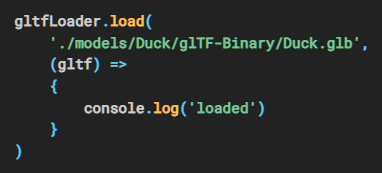 gltfLoader.load(
    './models/Duck/glTF-Binary/Duck.glb',
    (gltf) =>
    {
        console.log('loaded')
    }
)